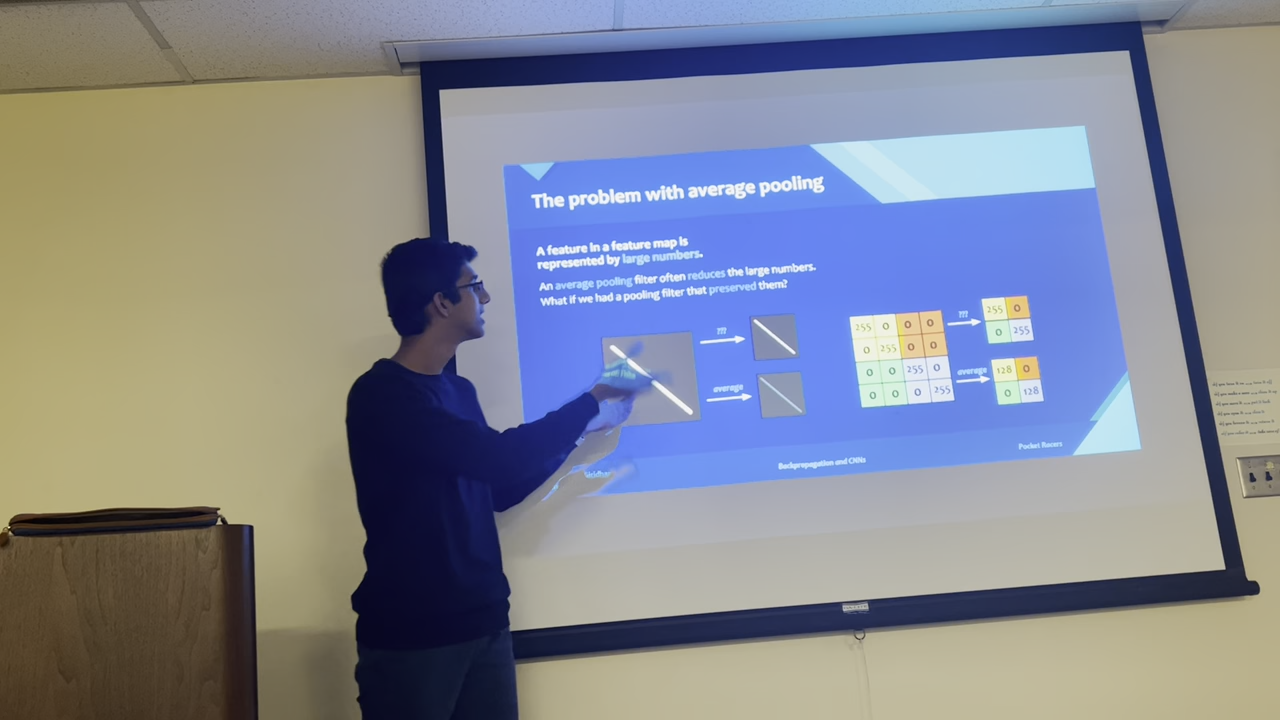 The problem with average pooling
A feature in a feature map is
represented by large numbers.
An average pooling filter often reduces the large numbers.
What if we had a pooling filter that preserved them?
???
average
255 0 0 0
0 255 0 0
0 0 255 0
0 0 0 255
???
255 0
0 255
average
128 0
0 128
Backpropagation and CNNs
Pocket Racers